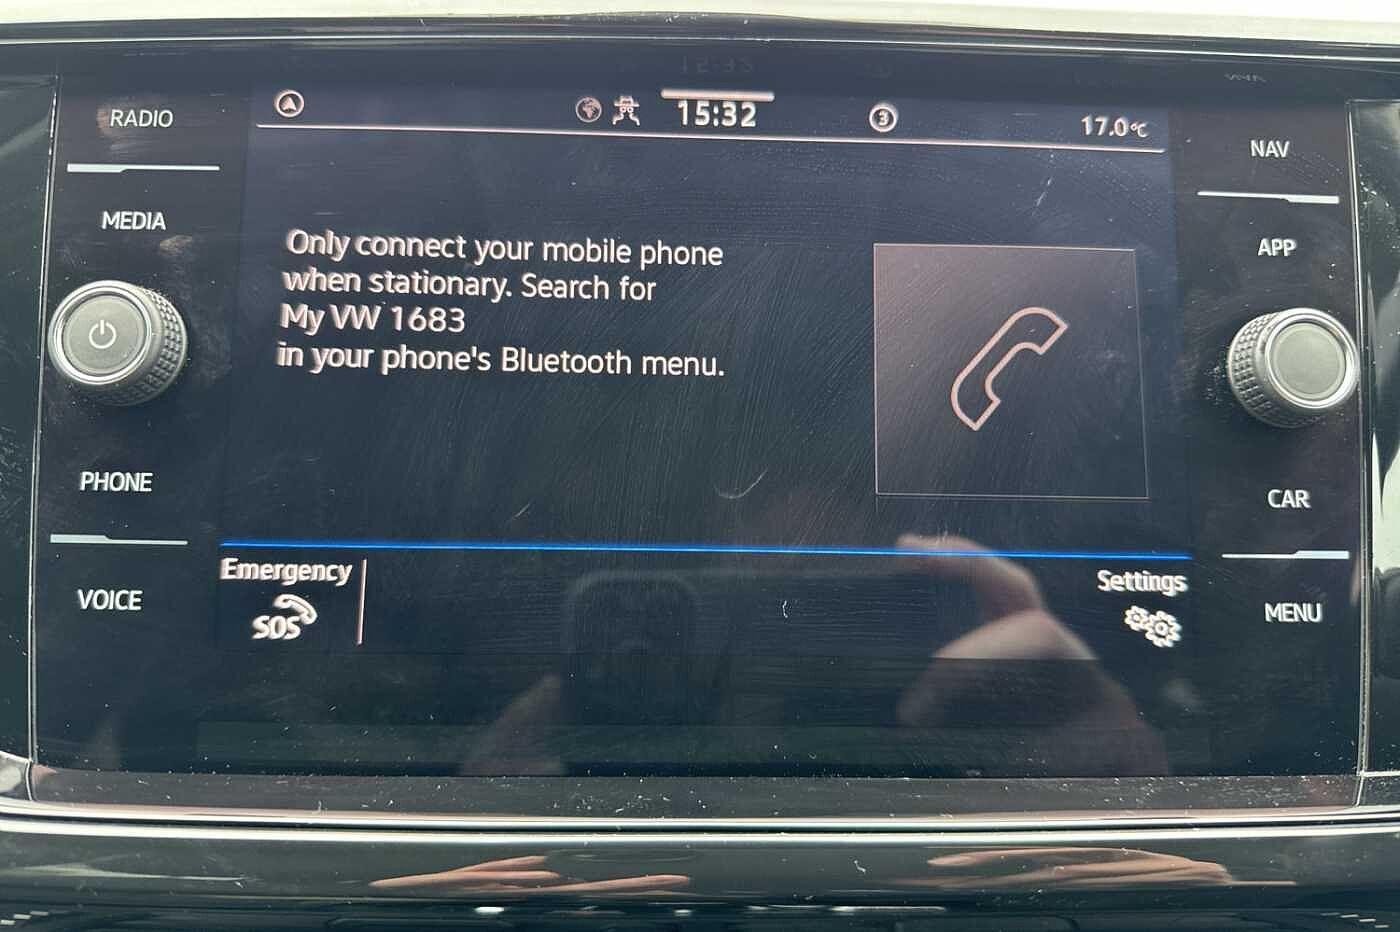 RADIO
MEDIA
PHONE
VOICE
15:32
3
17.0°C
Only connect your mobile phone
when stationary. Search for
My VW 1683
in your phone's Bluetooth menu.
Emergency
SOS
Settings
NAV
APP
CAR
MENU